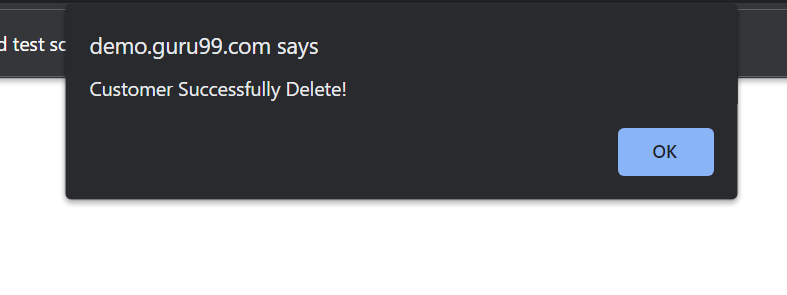 demo.guru99.com says
d test sc
Customer Successfully Delete!
OK